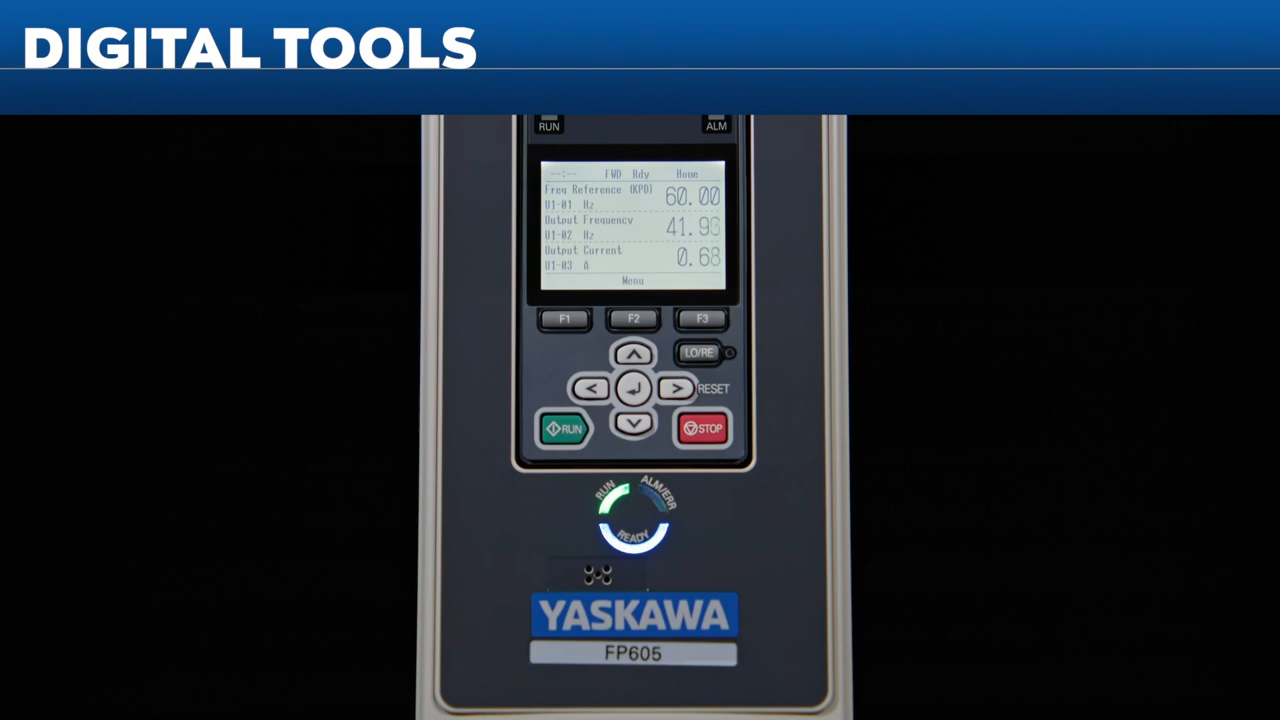 DIGITAL TOOLS
RUN
ALM
--:-- FWD Rdy Home
Freq Reference (KPD) 60.00
U1-01 Hz
Output Frequency
U1-02 Hz
Output Current 0.68
U1-03 A
Menu
F1 F2 F3
LO/RE
RESET
RUN
STOP
RUN
ALM/ERR
READY
YASKAWA
FP605